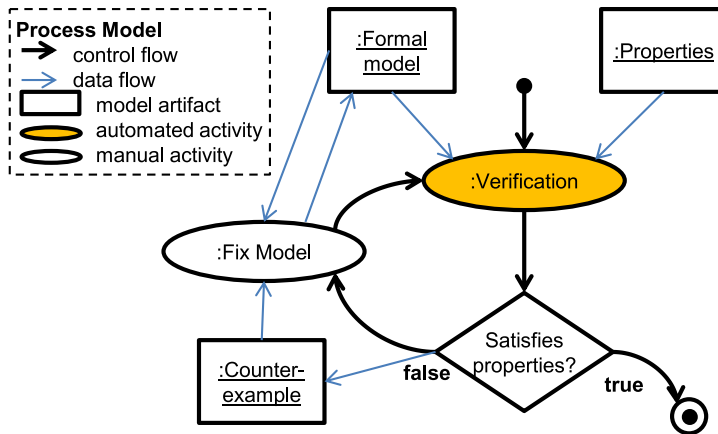 Process Model
control flow
data flow
model artifact
automated activity
manual activity
:Formal
model
:Properties
:Verification
:Fix Model
Satisfies
properties?
:Counter-
example
false
true